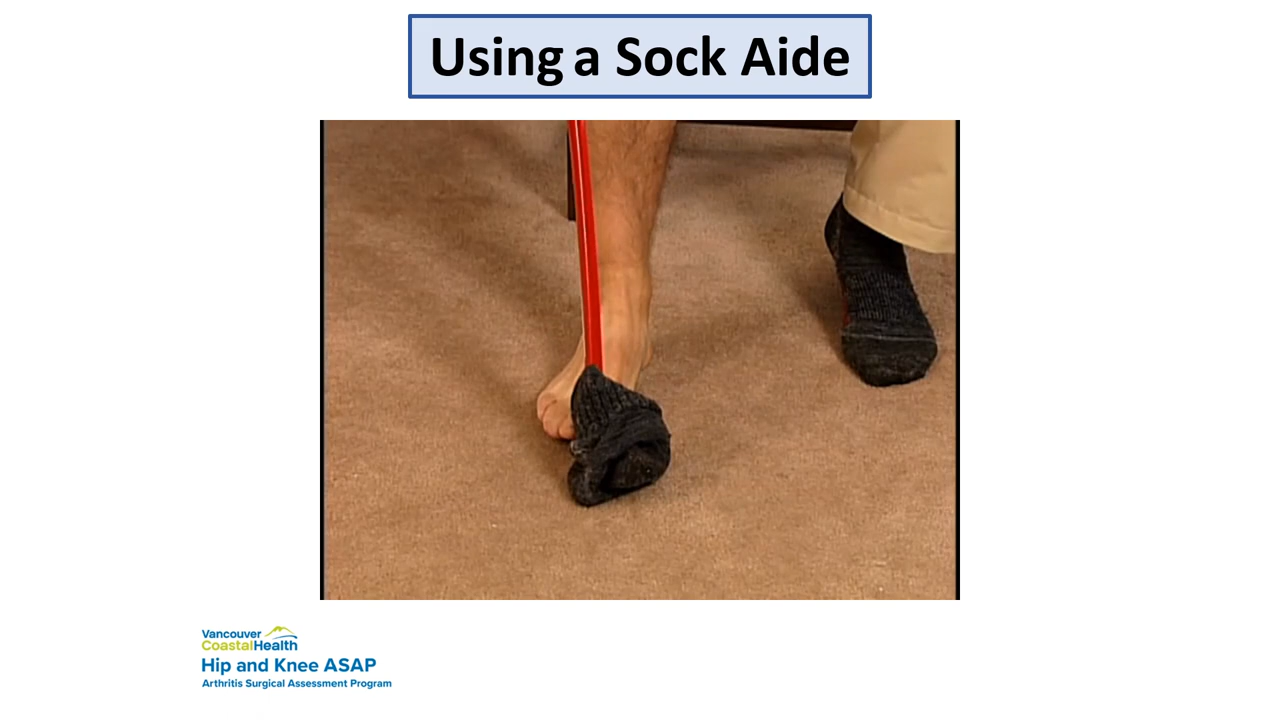 Using a Sock Aide
Vancouver
CoastalHealth
Hip and Knee ASAP
Arthritis Surgical Assessment Program